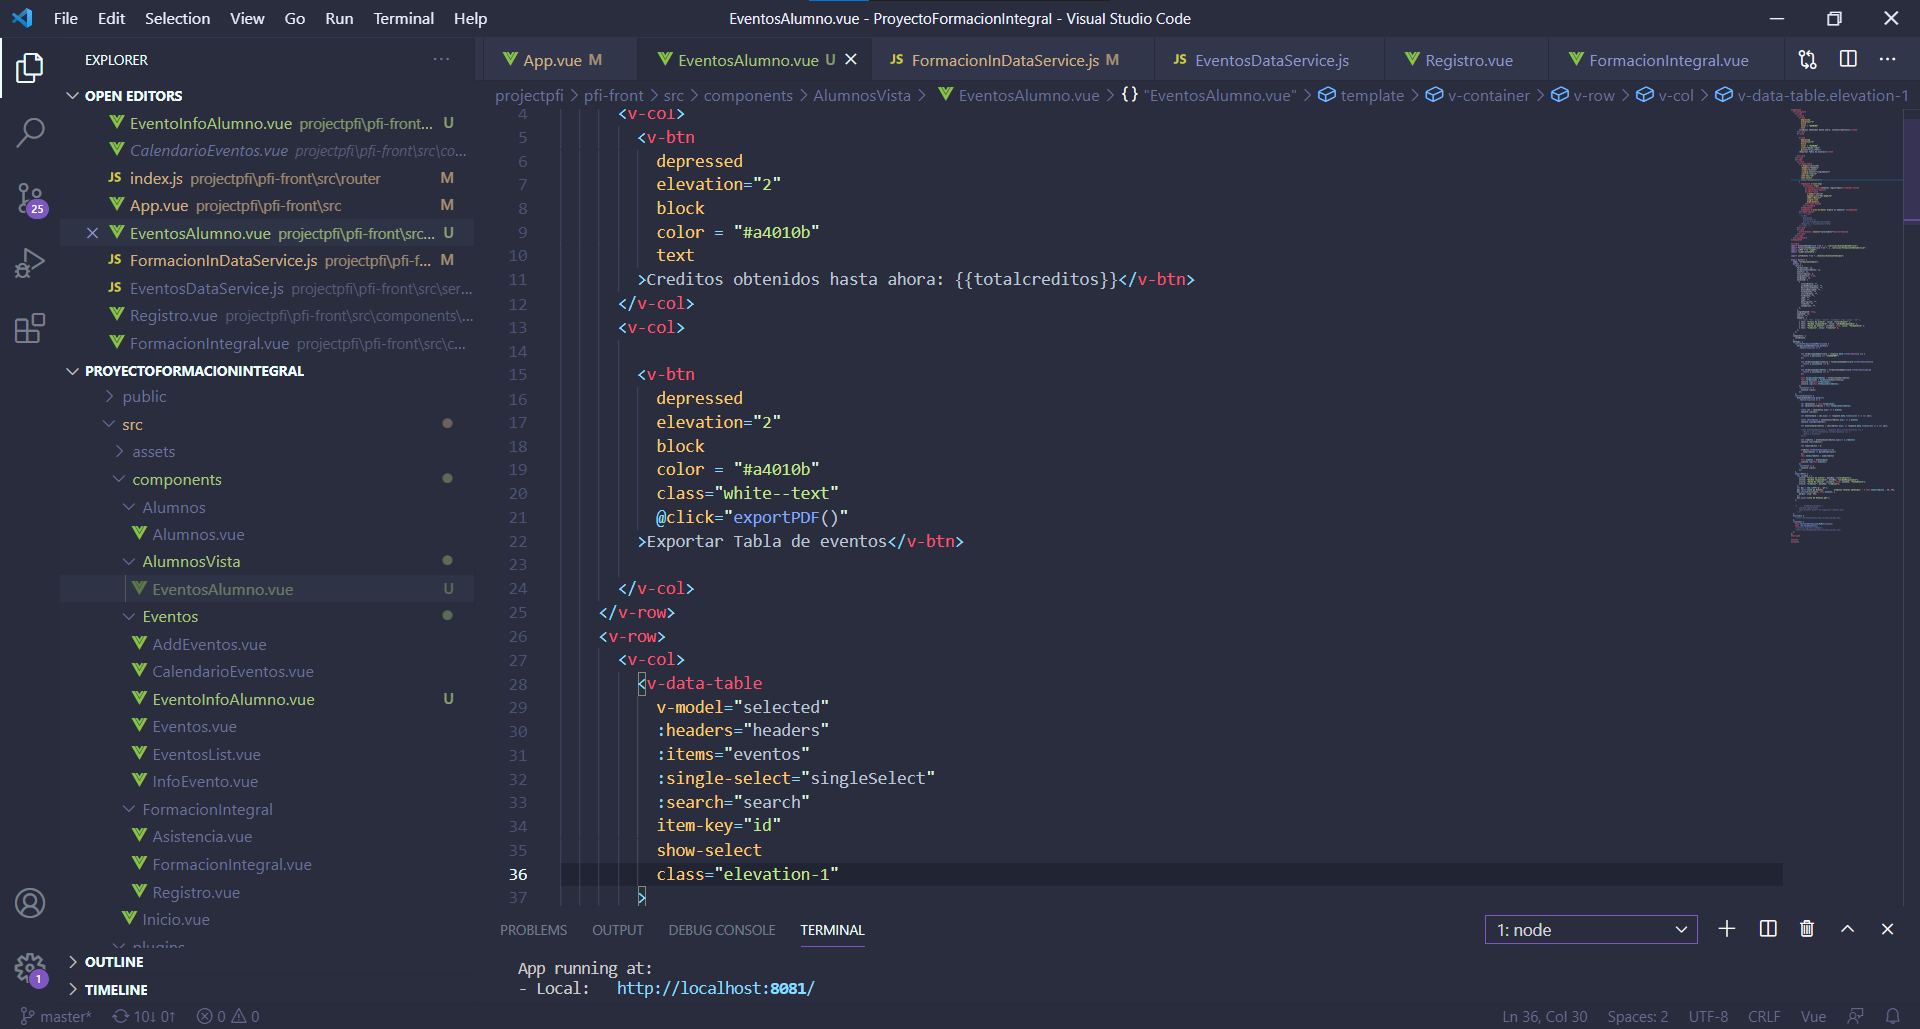 File Edit Selection View Go Run Terminal Help
EventosAlumno.vue - ProyectoFormacionIntegral - Visual Studio Code
EXPLORER
OPEN EDITORS
EventoInfoAlumno.vue projectpfi\pfi-front... U
CalendarioEventos.vue projectpfi\pfi-front\src\co...
JS index.js projectpfi\pfi-front\src\router M
App.vue projectpfi\pfi-front\src M
EventosAlumno.vue projectpfi\pfi-front\src... U
JS FormacionInDataService.js projectpfi\pfi-f... M
JS EventosDataService.js projectpfi\pfi-front\src\ser...
Registro.vue projectpfi\pfi-front\src\components\...
FormacionIntegral.vue projectpfi\pfi-front\src\c...
PROYECTOFORMACIONINTEGRAL
public
src
assets
components
Alumnos
Alumnos.vue
AlumnosVista
EventosAlumno.vue U
Eventos
AddEventos.vue
CalendarioEventos.vue
EventoInfoAlumno.vue U
Eventos.vue
EventosList.vue
InfoEvento.vue
FormacionIntegral
Asistencia.vue
FormacionIntegral.vue
Registro.vue
Inicio.vue
plugins
OUTLINE
TIMELINE
25
1
App.vue M
EventosAlumno.vue U
JS FormacionInDataService.js M
JS EventosDataService.js
Registro.vue
FormacionIntegral.vue
projectpfi > pfi-front > src > components > AlumnosVista > EventosAlumno.vue > {} "EventosAlumno.vue" > template > v-container > v-row > v-col > v-data-table.elevation-1
4 <v-col>
5 <v-btn
6 depressed
7 elevation="2"
8 block
9 color = "#a4010b"
10 text
11 >Creditos obtenidos hasta ahora: {{totalcreditos}}</v-btn>
12 </v-col>
13 <v-col>
14
15 <v-btn
16 depressed
17 elevation="2"
18 block
19 color = "#a4010b"
20 class="white--text"
21 @click="exportPDF()"
22 >Exportar Tabla de eventos</v-btn>
23
24 </v-col>
25 </v-row>
26 <v-row>
27 <v-col>
28 <v-data-table
29 v-model="selected"
30 :headers="headers"
31 :items="eventos"
32 :single-select="singleSelect"
33 :search="search"
34 item-key="id"
35 show-select
36 class="elevation-1"
37 >
PROBLEMS OUTPUT DEBUG CONSOLE TERMINAL
1: node
App running at:
- Local: http://localhost:8081/
master* 10↓ 0↑ 0 0
Ln 36, Col 30 Spaces: 2 UTF-8 CRLF Vue